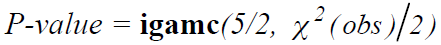 P-value = igamc(5/2, χ²(obs)/2)